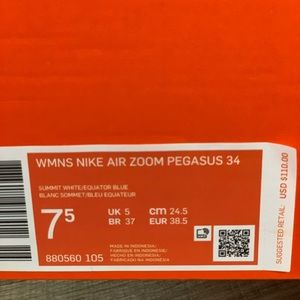 WMNS NIKE AIR ZOOM PEGASUS 34
SUMMIT WHITE/EQUATOR BLUE
BLANC SOMMET/BLEU EQUATEUR
7.5
UK 5
cm 24.5
BR 37
EUR 38.5
880560 105
MADE IN INDONESIA/
FABRIQUE EN INDONESIE/
HECHO EN INDONESIA/
FABRICADO NA INDONESIA
SUGGESTED RETAIL: USD $110.00